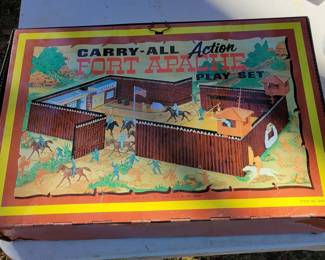 CARRY-ALL Action
FORT APACHE
PLAY SET